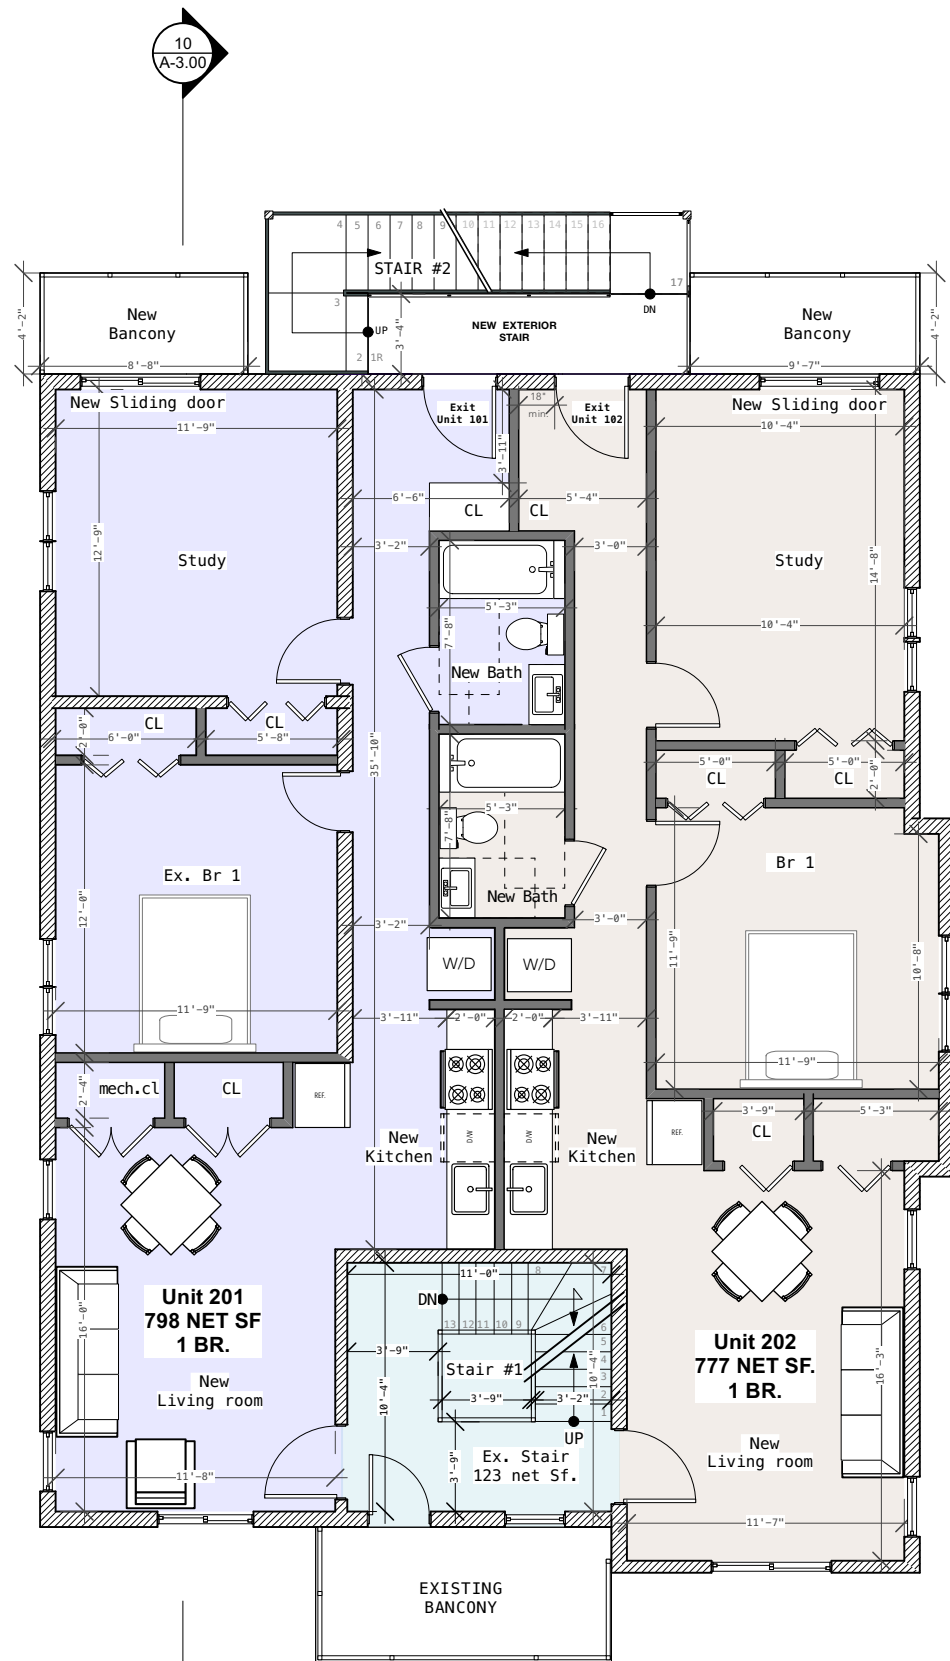 10
A-3.00
4 5 6 7 8 9 10 11 12 13 14 15 16
STAIR #2
17
3
UP
DN
2 1R
3'-4"
NEW EXTERIOR
STAIR
4'-2"
New
Bancony
8'-8"
New
Bancony
9'-7"
4'-2"
New Sliding door
11'-9"
Exit
Unit 101
18"
min.
Exit
Unit 102
New Sliding door
10'-4"
3'-11"
6'-6"
5'-4"
CL
CL
12'-9"
Study
3'-2"
3'-0"
Study
14'-8"
5'-3"
7'-8"
10'-4"
New Bath
CL
CL
2'-0"
6'-0"
5'-8"
35'-10"
5'-0"
5'-0"
CL
CL
2'-0"
5'-3"
7'-8"
Ex. Br 1
New Bath
Br 1
12'-0"
3'-2"
3'-0"
11'-9"
10'-8"
W/D
W/D
11'-9"
3'-11"
2'-0"
2'-0"
3'-11"
11'-9"
2'-4"
mech.cl
CL
REF.
3'-9"
5'-3"
New
Kitchen
D/W
D/W
New
Kitchen
REF.
CL
Unit 201
798 NET SF
1 BR.
16'-0"
New
Living room
11'-8"
11'-0"
8
7
DN
13 12 11 10 9
6
5
4
3
2
1
3'-9"
Stair #1
10'-4"
10'-4"
3'-9"
3'-2"
UP
3'-9"
Ex. Stair
123 net Sf.
Unit 202
777 NET SF.
1 BR.
16'-3"
New
Living room
11'-7"
EXISTING
BANCONY